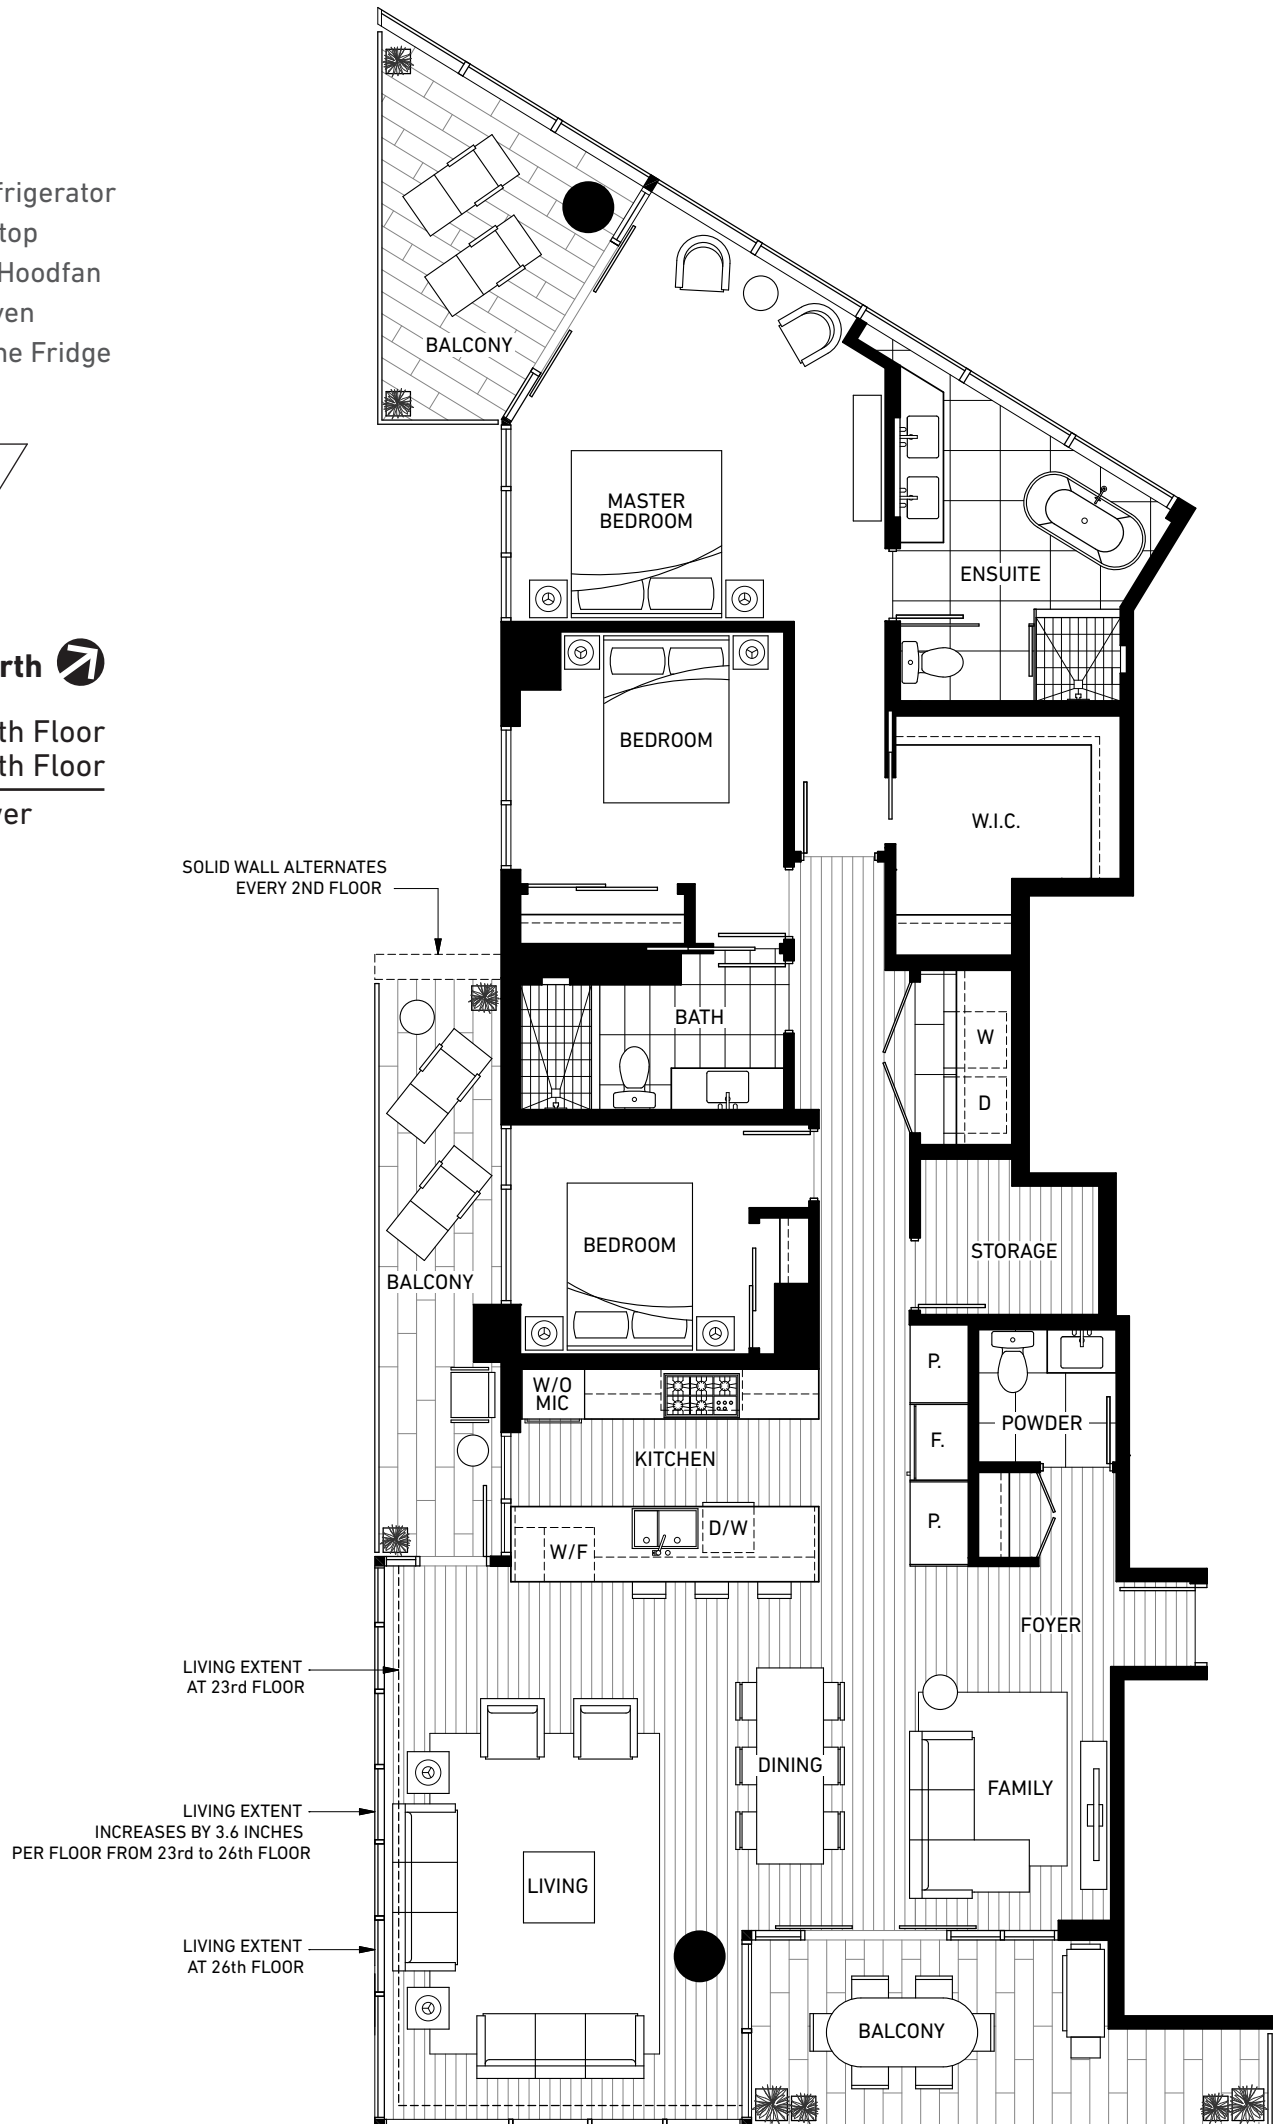 frigerator
top
Hoodfan
ven
ne Fridge
rth
th Floor
th Floor
ver
BALCONY
MASTER
BEDROOM
ENSUITE
BEDROOM
W.I.C.
SOLID WALL ALTERNATES
EVERY 2ND FLOOR
BATH
W
D
BEDROOM
STORAGE
BALCONY
P.
W/O
MIC
F.
POWDER
KITCHEN
P.
D/W
W/F
FOYER
LIVING EXTENT
AT 23rd FLOOR
DINING
FAMILY
LIVING EXTENT
INCREASES BY 3.6 INCHES
PER FLOOR FROM 23rd to 26th FLOOR
LIVING
LIVING EXTENT
AT 26th FLOOR
BALCONY